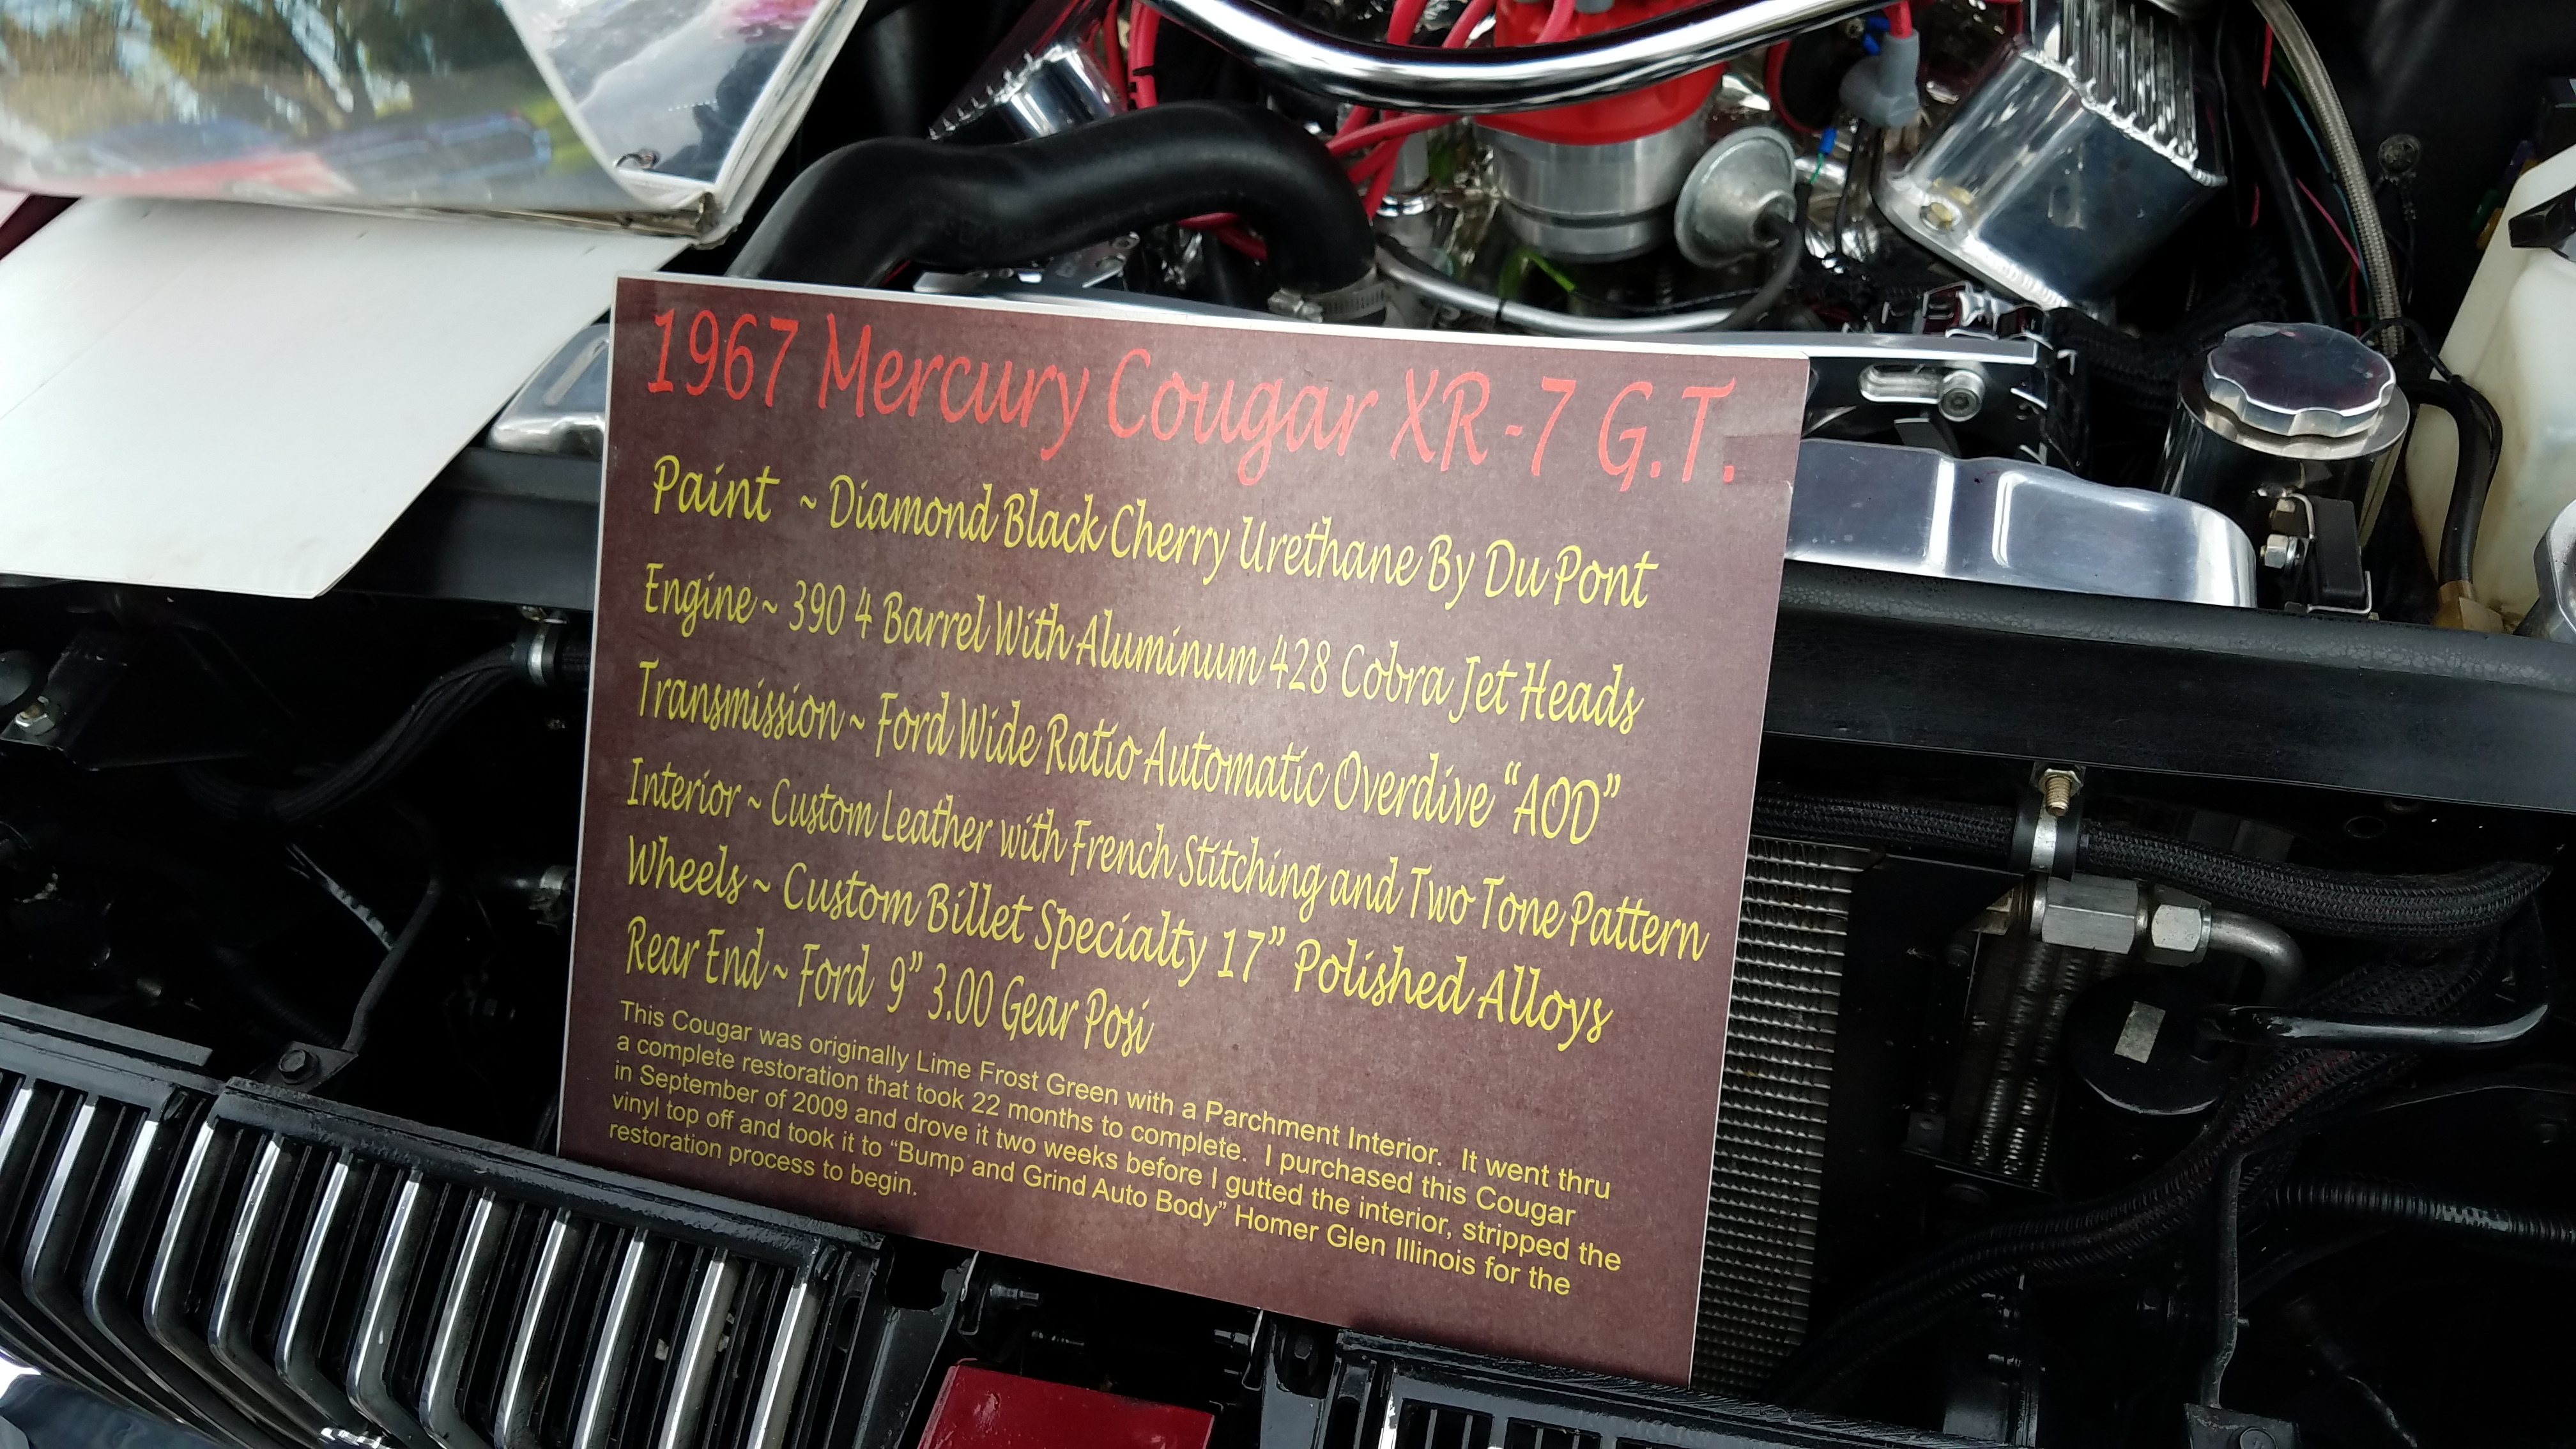 1967 Mercury Cougar XR-7 G.T.
Paint ~ Diamond Black Cherry Urethane By Du Pont
Engine ~ 390 4 Barrel With Aluminum 428 Cobra Jet Heads
Transmission ~ Ford Wide Ratio Automatic Overdive “AOD”
Interior ~ Custom Leather with French Stitching and Two Tone Pattern
Wheels ~ Custom Billet Specialty 17” Polished Alloys
Rear End ~ Ford 9” 3.00 Gear Posi
This Cougar was originally Lime Frost Green with a Parchment Interior. It went thru
a complete restoration that took 22 months to complete. I purchased this Cougar
in September of 2009 and drove it two weeks before I gutted the interior, stripped the
vinyl top off and took it to “Bump and Grind Auto Body” Homer Glen Illinois for the
restoration process to begin.